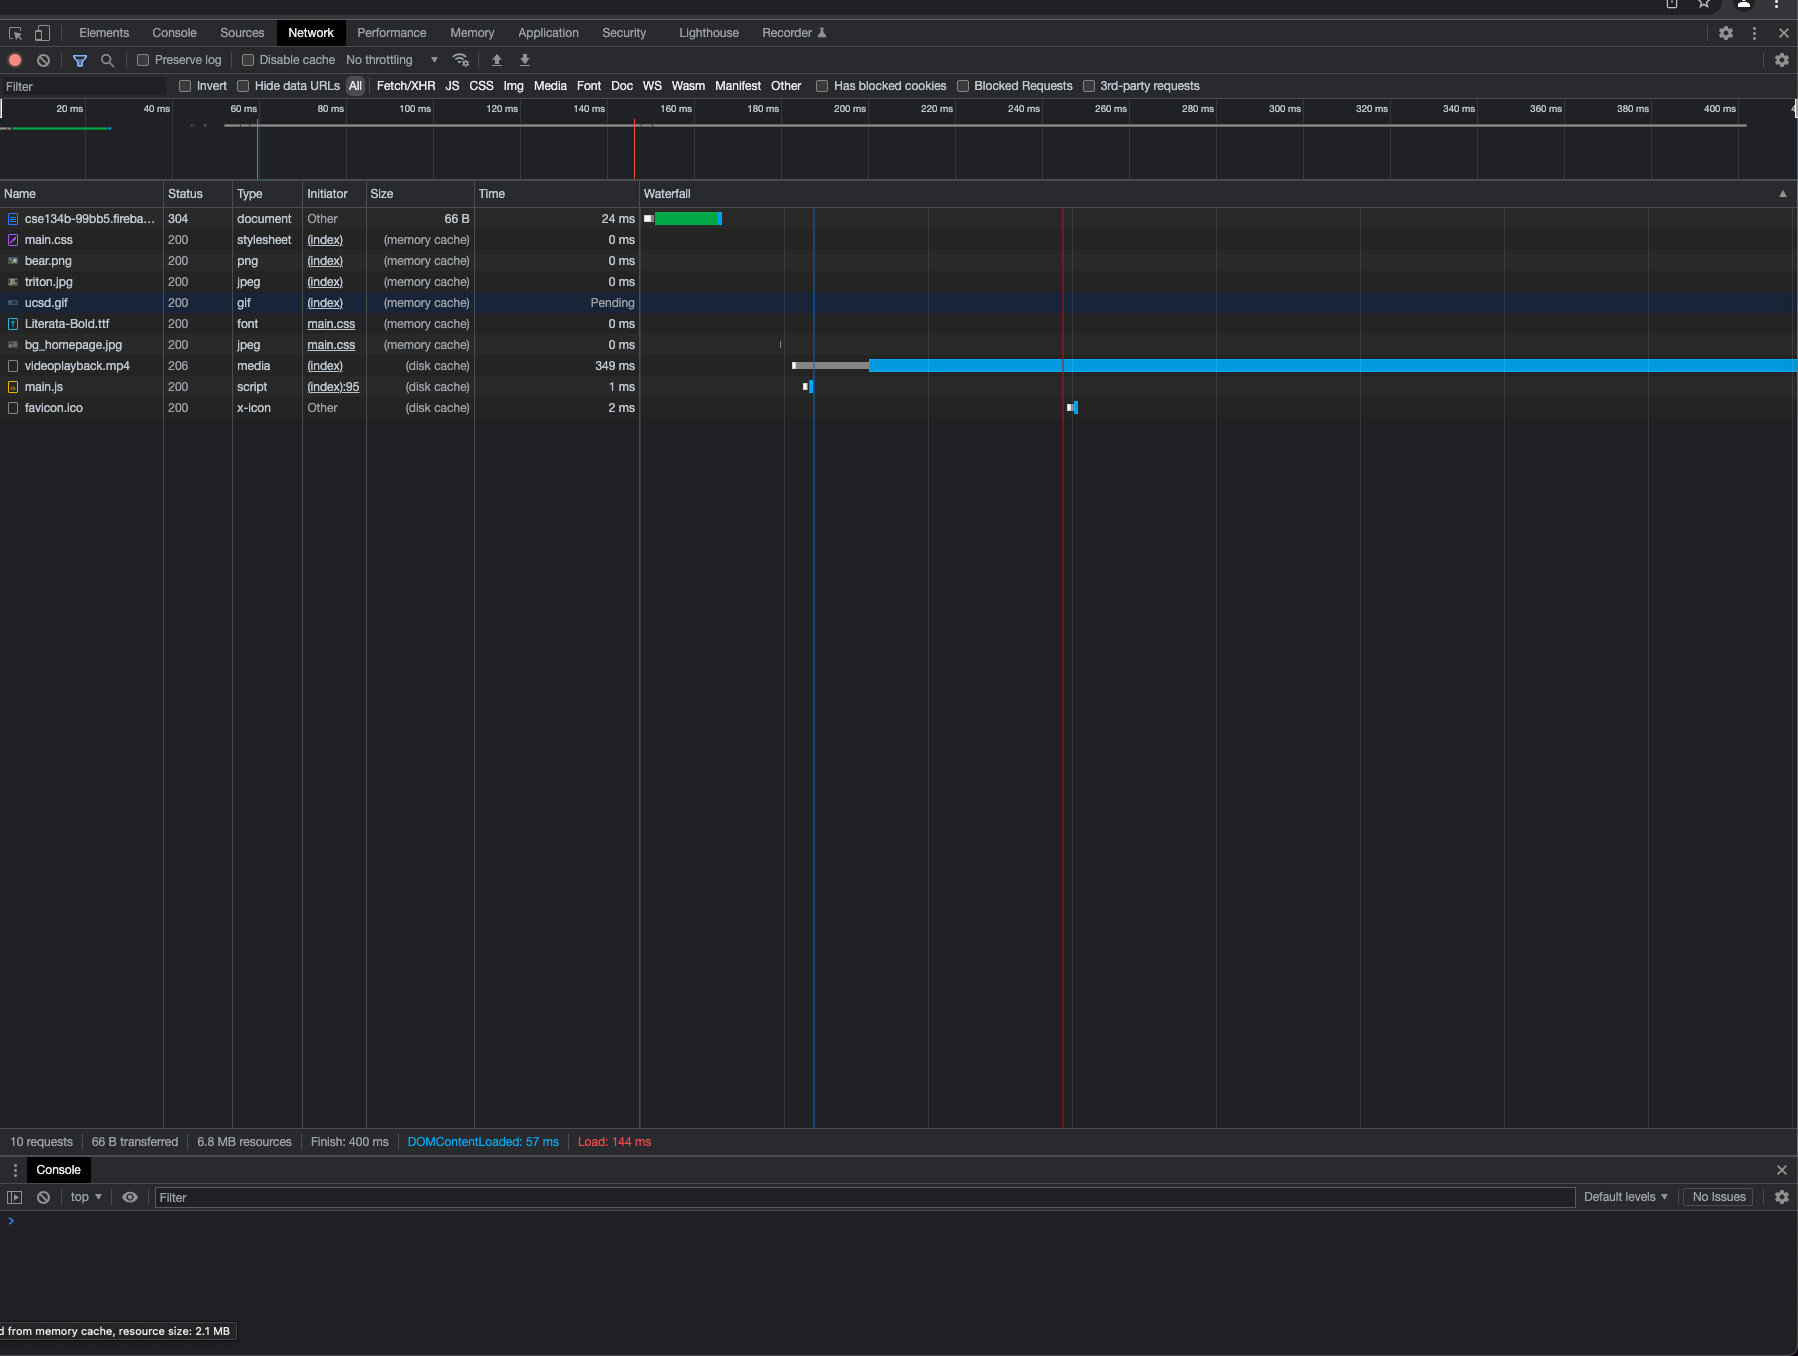 Elements Console Sources Network Performance Memory Application Security Lighthouse Recorder
Preserve log Disable cache No throttling
Filter Invert Hide data URLs All Fetch/XHR JS CSS Img Media Font Doc WS Wasm Manifest Other Has blocked cookies Blocked Requests 3rd-party requests
20 ms 40 ms 60 ms 80 ms 100 ms 120 ms 140 ms 160 ms 180 ms 200 ms 220 ms 240 ms 260 ms 280 ms 300 ms 320 ms 340 ms 360 ms 380 ms 400 ms 4
Name Status Type Initiator Size Time Waterfall
cse134b-99bb5.fireba... 304 document Other 66 B 24 ms
main.css 200 stylesheet (index) (memory cache) 0 ms
bear.png 200 png (index) (memory cache) 0 ms
triton.jpg 200 jpeg (index) (memory cache) 0 ms
ucsd.gif 200 gif (index) (memory cache) Pending
Literata-Bold.ttf 200 font main.css (memory cache) 0 ms
bg_homepage.jpg 200 jpeg main.css (memory cache) 0 ms
videoplayback.mp4 206 media (index) (disk cache) 349 ms
main.js 200 script (index):95 (disk cache) 1 ms
favicon.ico 200 x-icon Other (disk cache) 2 ms
10 requests 66 B transferred 6.8 MB resources Finish: 400 ms DOMContentLoaded: 57 ms Load: 144 ms
Console
top Filter Default levels No Issues
d from memory cache, resource size: 2.1 MB